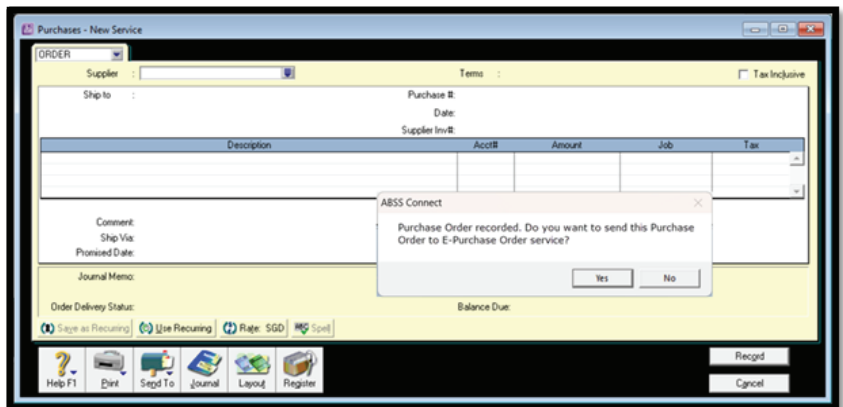 Purchases - New Service
ORDER
Supplier :
Terms :
Tax Inclusive
Ship to :
Purchase #:
Date:
Supplier Inv#:
Description Acct# Amount Job Tax
ABSS Connect
Purchase Order recorded. Do you want to send this Purchase
Order to E-Purchase Order service?
Yes No
Comment:
Ship Via:
Promised Date:
Journal Memo:
Order Delivery Status:
Balance Due:
Save as Recurring Use Recurring Rate: SGD Spell
Help F1 Print Send To Journal Layout Register
Record
Cancel